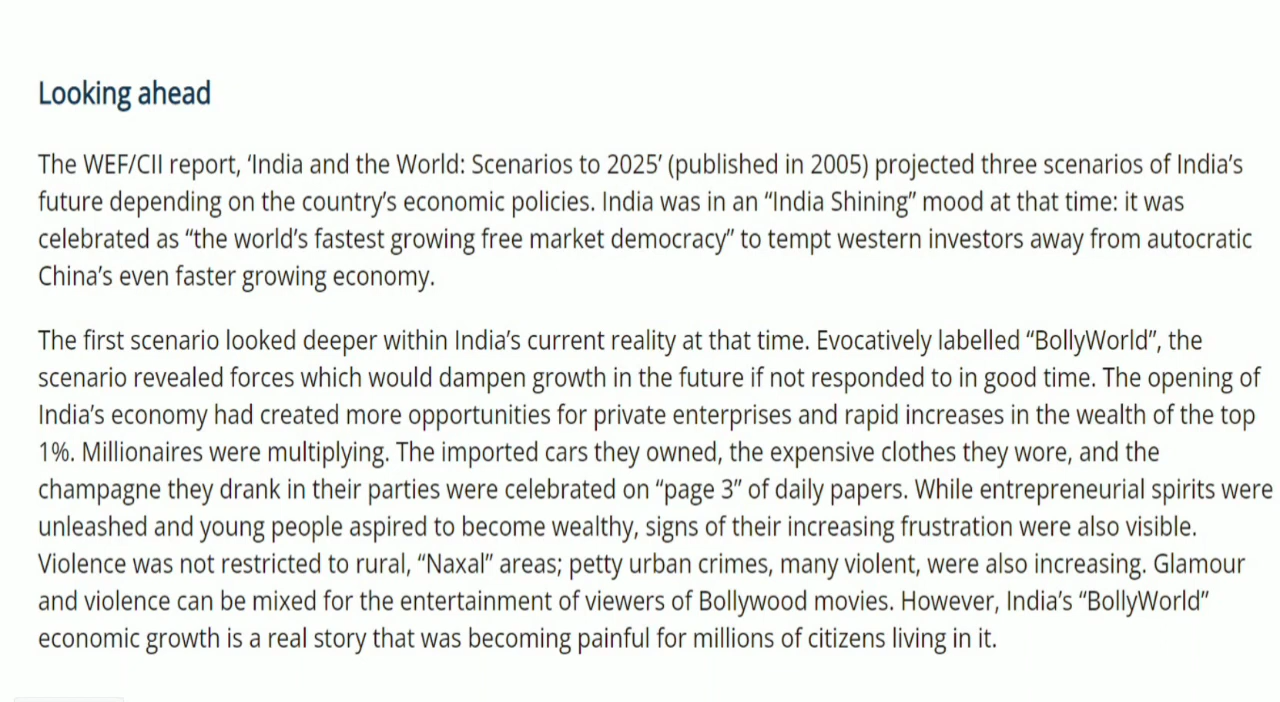 Looking ahead
The WEF/CII report, ‘India and the World: Scenarios to 2025’ (published in 2005) projected three scenarios of India’s
future depending on the country’s economic policies. India was in an “India Shining” mood at that time: it was
celebrated as “the world’s fastest growing free market democracy” to tempt western investors away from autocratic
China’s even faster growing economy.
The first scenario looked deeper within India’s current reality at that time. Evocatively labelled “BollyWorld”, the
scenario revealed forces which would dampen growth in the future if not responded to in good time. The opening of
India’s economy had created more opportunities for private enterprises and rapid increases in the wealth of the top
1%. Millionaires were multiplying. The imported cars they owned, the expensive clothes they wore, and the
champagne they drank in their parties were celebrated on “page 3” of daily papers. While entrepreneurial spirits were
unleashed and young people aspired to become wealthy, signs of their increasing frustration were also visible.
Violence was not restricted to rural, “Naxal” areas; petty urban crimes, many violent, were also increasing. Glamour
and violence can be mixed for the entertainment of viewers of Bollywood movies. However, India’s “BollyWorld”
economic growth is a real story that was becoming painful for millions of citizens living in it.